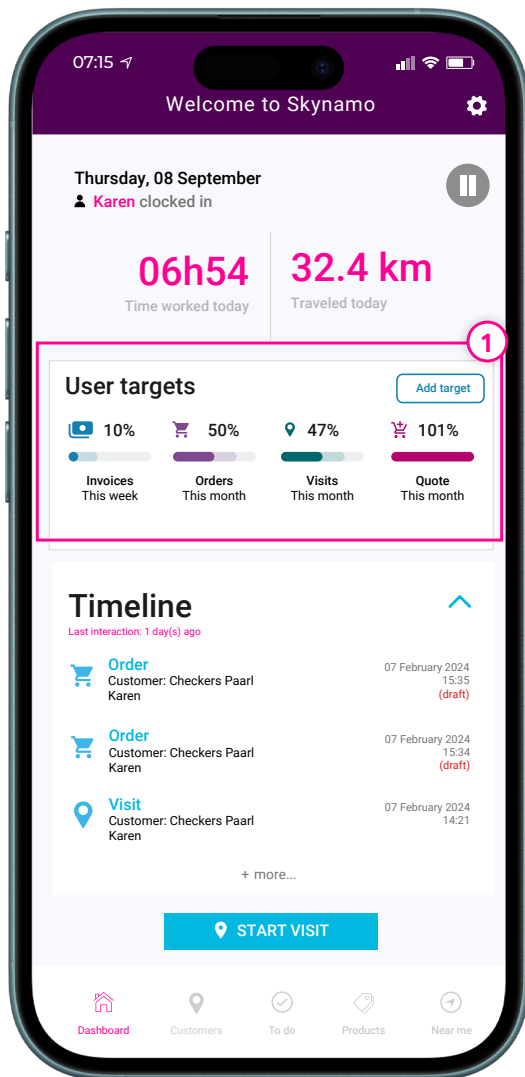 07:15
Welcome to Skynamo
Thursday, 08 September
Karen clocked in
06h54
Time worked today
32.4 km
Traveled today
1
User targets
Add target
10%
50%
47%
101%
Invoices
This week
Orders
This month
Visits
This month
Quote
This month
Timeline
Last interaction: 1 day(s) ago
Order
Customer: Checkers Paarl
Karen
07 February 2024
15:35
(draft)
Order
Customer: Checkers Paarl
Karen
07 February 2024
15:34
(draft)
Visit
Customer: Checkers Paarl
Karen
07 February 2024
14:21
+ more...
START VISIT
Dashboard
Customers
To do
Products
Near me